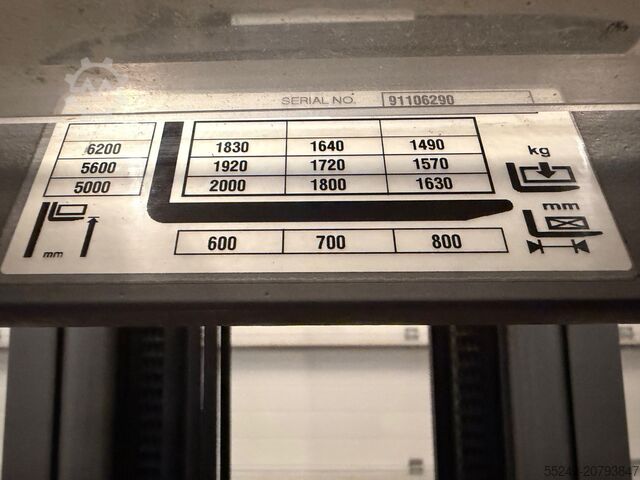 SERIAL NO. 91106290
6200 1830 1640 1490 kg
5600 1920 1720 1570
5000 2000 1800 1630
mm
mm 600 700 800
55248-20793847